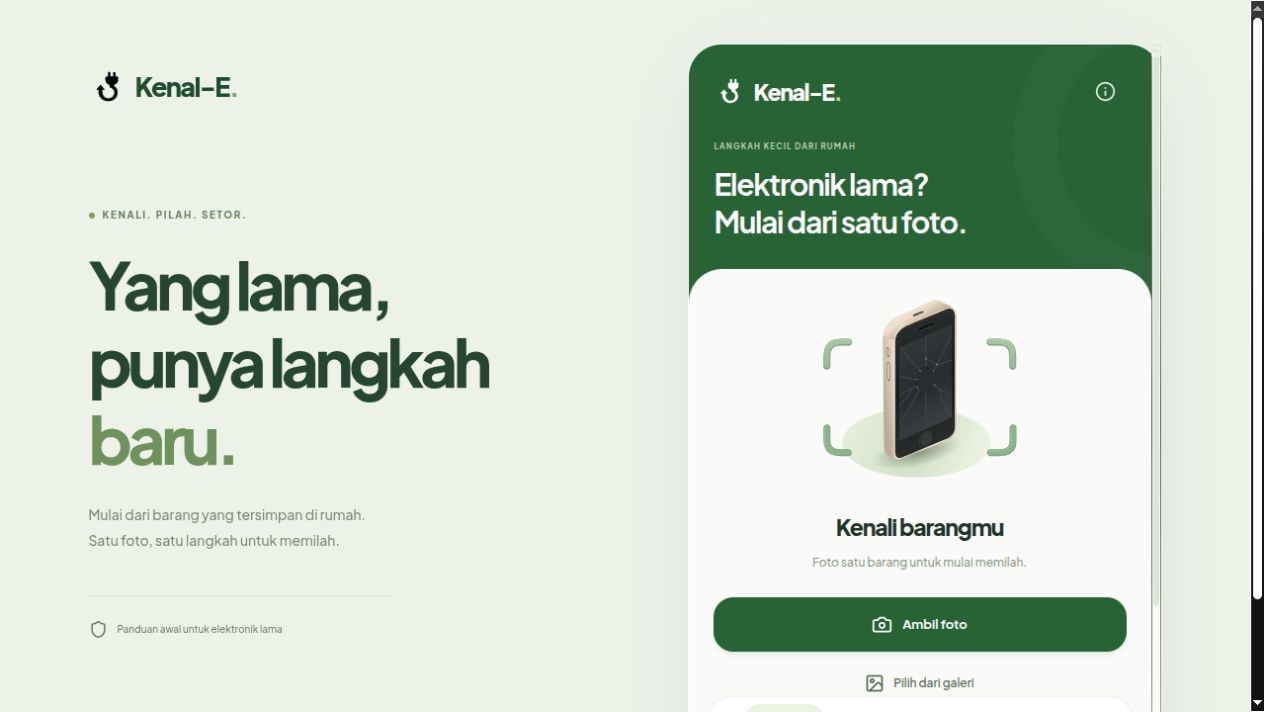 Kenal-E.
KENALI. PILAH. SETOR.
Yang lama,
punya langkah
baru.
Mulai dari barang yang tersimpan di rumah.
Satu foto, satu langkah untuk memilah.
Panduan awal untuk elektronik lama
Kenal-E.
LANGKAH KECIL DARI RUMAH
Elektronik lama?
Mulai dari satu foto.
Kenali barangmu
Foto satu barang untuk mulai memilah.
Ambil foto
Pilih dari galeri